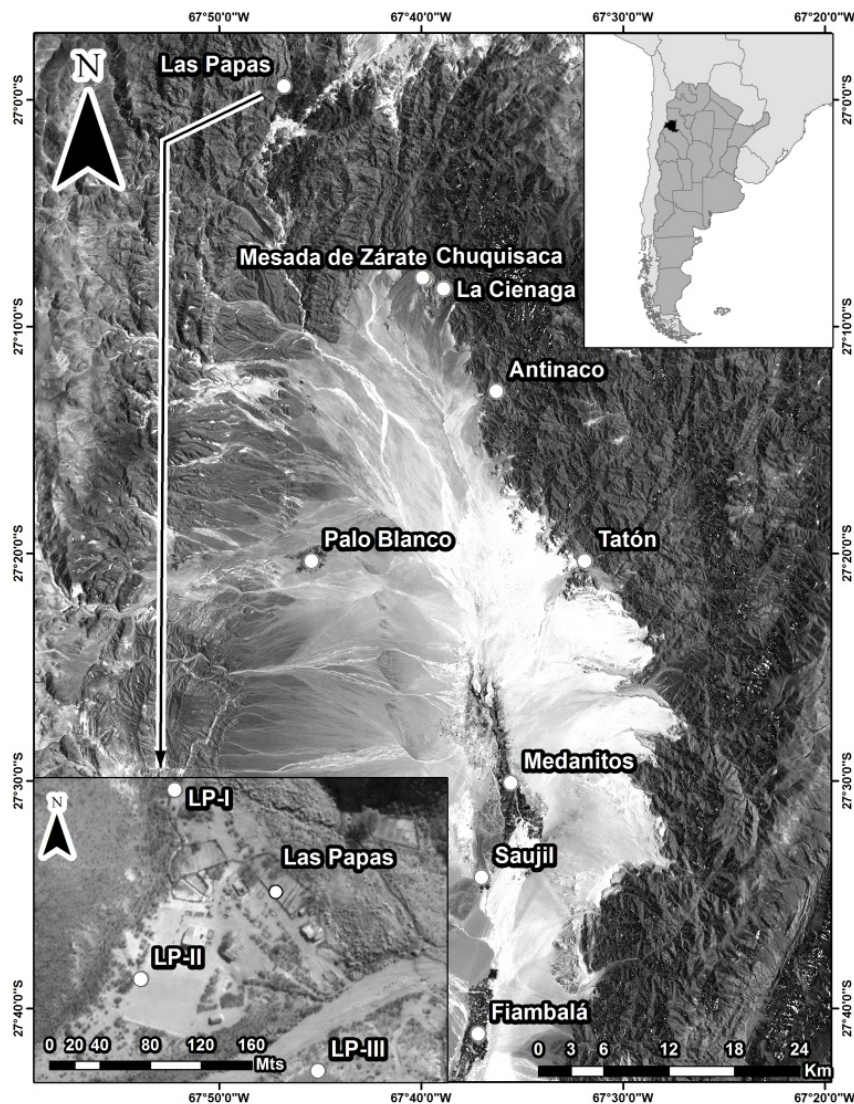 67°50'0"W 67°40'0"W 67°30'0"W 67°20'0"W
N
Las Papas
27°0'0"S 27°0'0"S
Mesada de Zárate Chuquisaca
La Cienaga
27°10'0"S 27°10'0"S
Antinaco
Palo Blanco Tatón
27°20'0"S 27°20'0"S
Medanitos
27°30'0"S 27°30'0"S
N
LP-I
Las Papas
Saujil
LP-II
Fiambalá
27°40'0"S 27°40'0"S
0 20 40 80 120 160
Mts
LP-III
0 3 6 12 18 24
Km
67°50'0"W 67°40'0"W 67°30'0"W 67°20'0"W